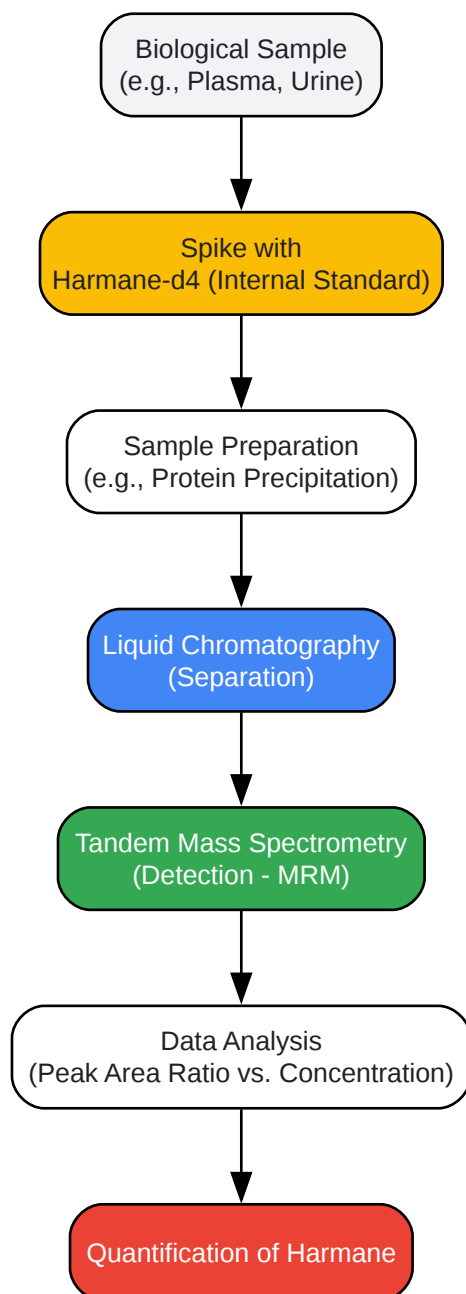 Biological Sample
(e.g., Plasma, Urine)
Spike with
Harmane-d4 (Internal Standard)
Sample Preparation
(e.g., Protein Precipitation)
Liquid Chromatography
(Separation)
Tandem Mass Spectrometry
(Detection - MRM)
Data Analysis
(Peak Area Ratio vs. Concentration)
Quantification of Harmane